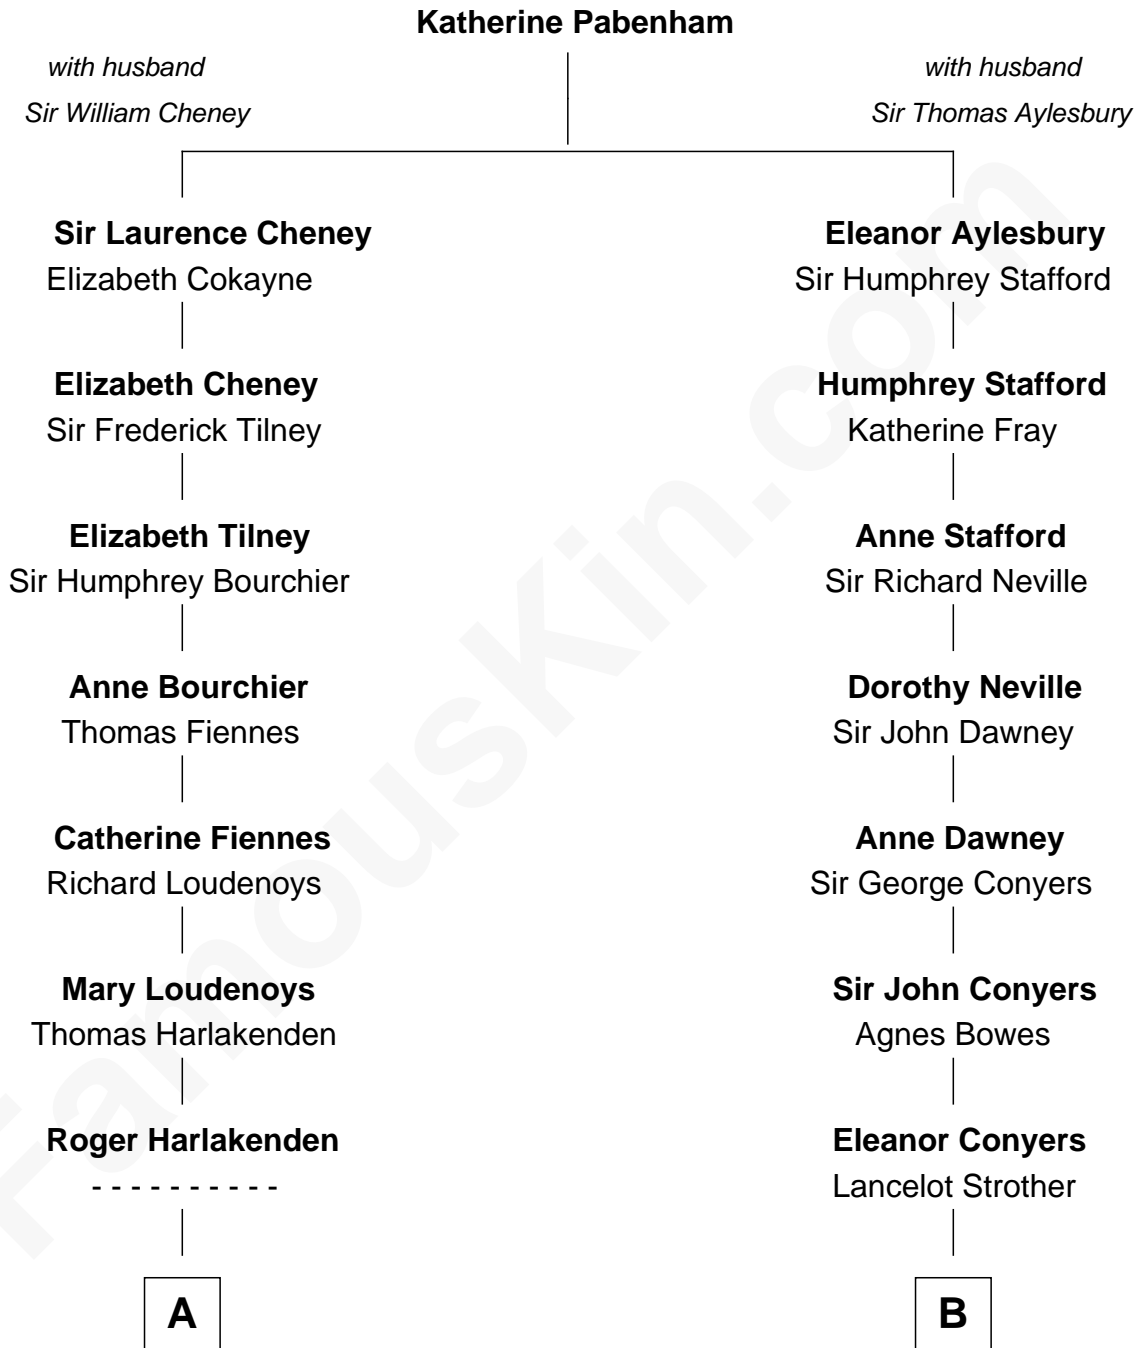 Katherine Pabenham
with husband
Sir William Cheney
with husband
Sir Thomas Aylesbury
Sir Laurence Cheney
Elizabeth Cokayne
Eleanor Aylesbury
Sir Humphrey Stafford
Elizabeth Cheney
Sir Frederick Tilney
Humphrey Stafford
Katherine Fray
Elizabeth Tilney
Sir Humphrey Bourchier
Anne Stafford
Sir Richard Neville
Anne Bourchier
Thomas Fiennes
Dorothy Neville
Sir John Dawney
Catherine Fiennes
Richard Loudenoys
Anne Dawney
Sir George Conyers
Mary Loudenoys
Thomas Harlakenden
Sir John Conyers
Agnes Bowes
Roger Harlakenden
- - - - - - - - - -
Eleanor Conyers
Lancelot Strother
A
B
FamousKin.com